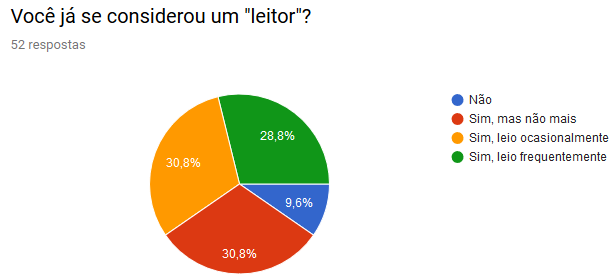 Você já se considerou um "leitor"?
52 respostas
Não
Sim, mas não mais
Sim, leio ocasionalmente
Sim, leio frequentemente
28,8%
30,8%
9,6%
30,8%